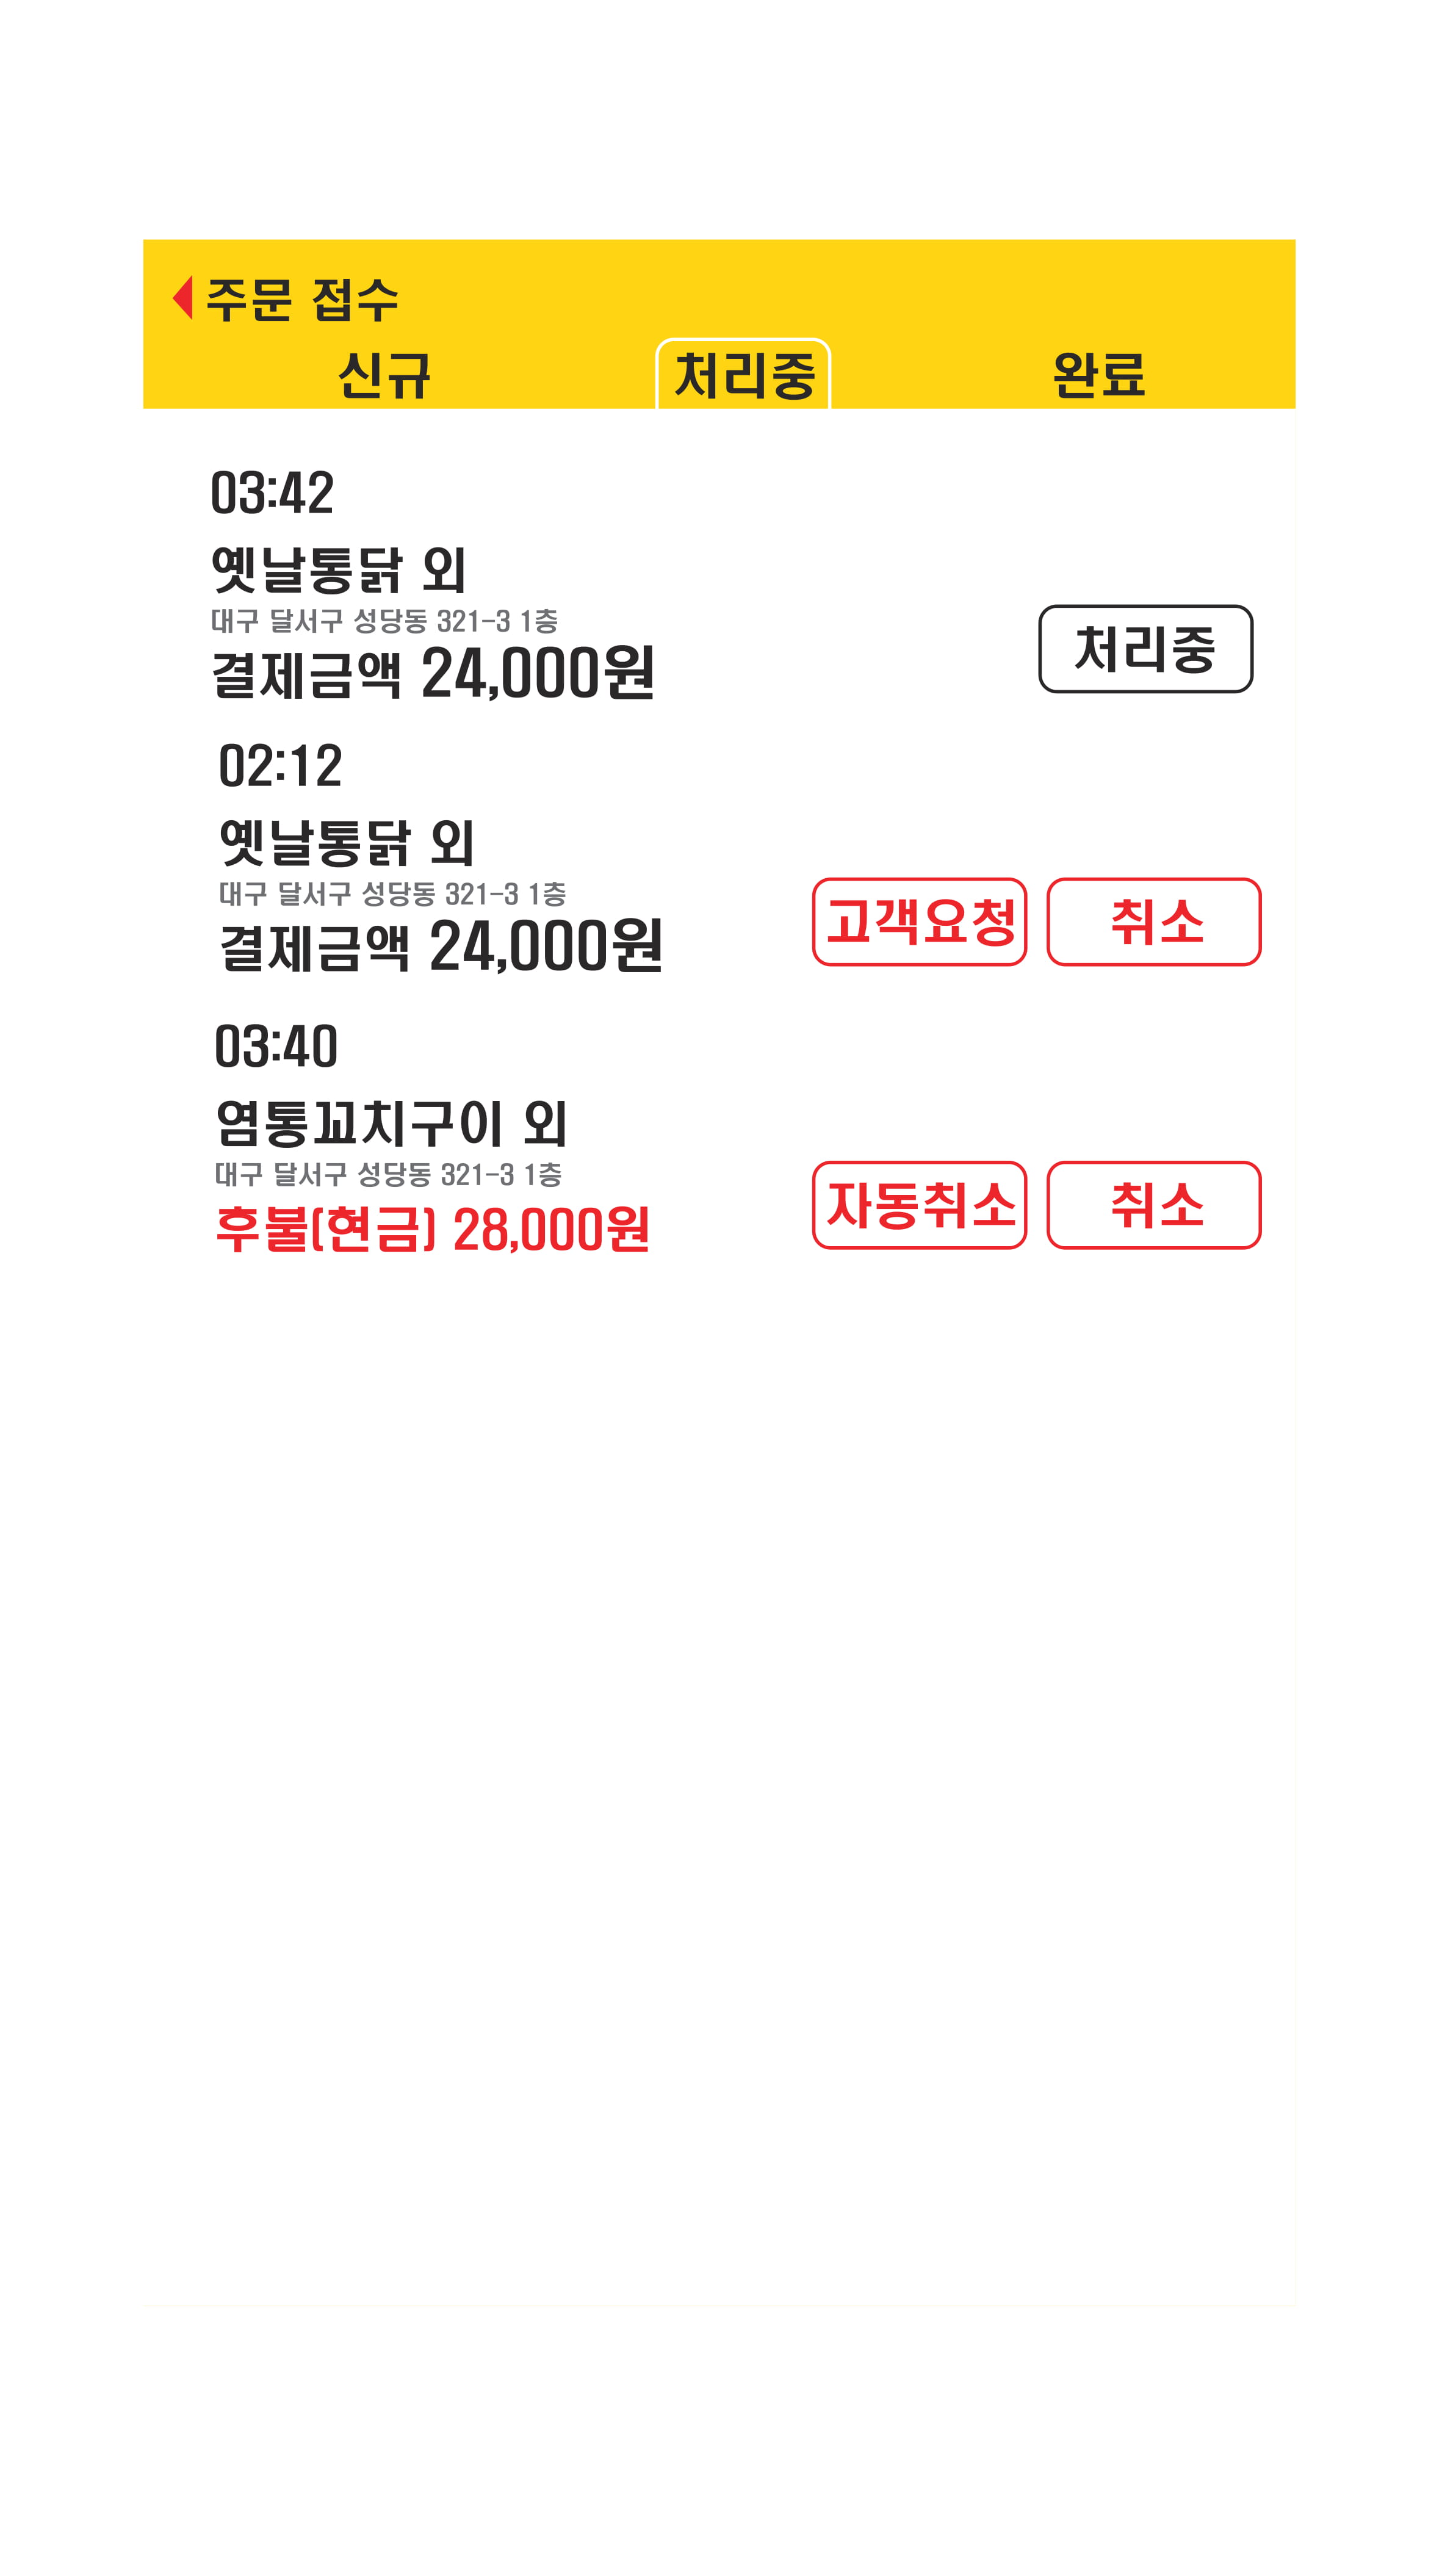 주문 접수
신규 처리중 완료
03:42
옛날통닭 외
대구 달서구 성당동 321-3 1층
결제금액 24,000원
처리중
02:12
옛날통닭 외
대구 달서구 성당동 321-3 1층
결제금액 24,000원
고객요청 취소
03:40
염통꼬치구이 외
대구 달서구 성당동 321-3 1층
후불(현금) 28,000원
자동취소 취소